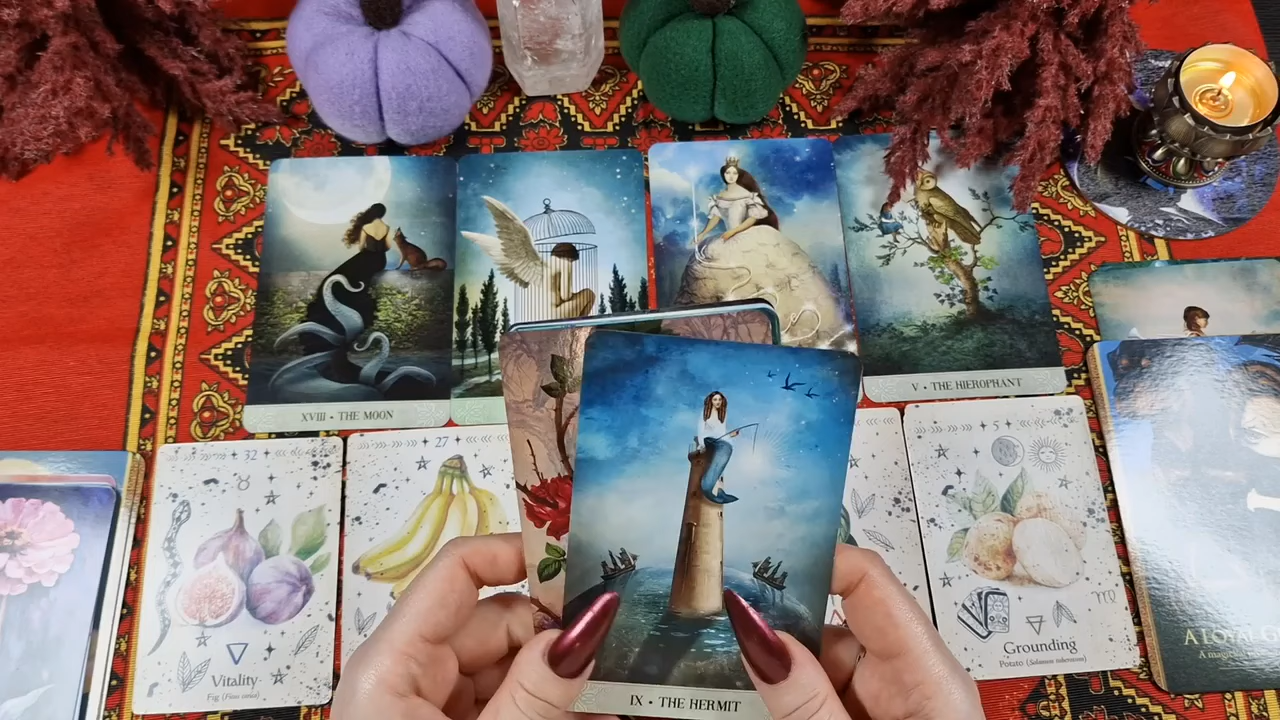 XVIII • THE MOON
V • THE HIEROPHANT
32
27
5
Vitality
Fig (Ficus carica)
Grounding
Potato (Solanum tuberosum)
IX • THE HERMIT